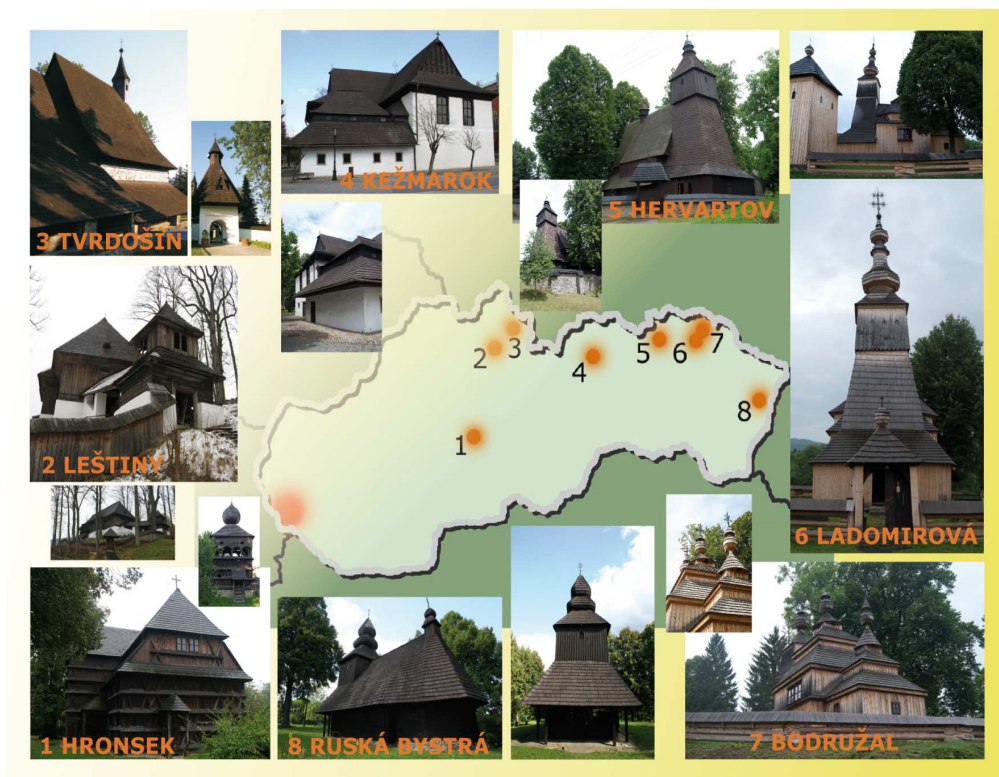 3 TVRDOŠÍN
4 KEŽMAROK
5 HERVARTOV
2 LEŠTINY
6 LADOMIROVÁ
1 HRONSEK
8 RUSKÁ BYSTRÁ
7 BODRUŽAL
2
3
4
5
6
7
8
1